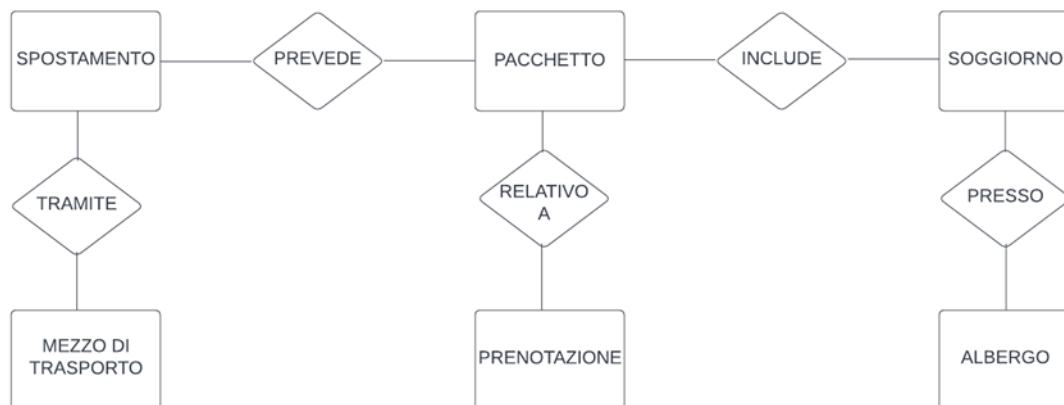 SPOSTAMENTO
PREVEDE
PACCHETTO
INCLUDE
SOGGIORNO
TRAMITE
RELATIVO
A
PRESSO
MEZZO DI
TRASPORTO
PRENOTAZIONE
ALBERGO